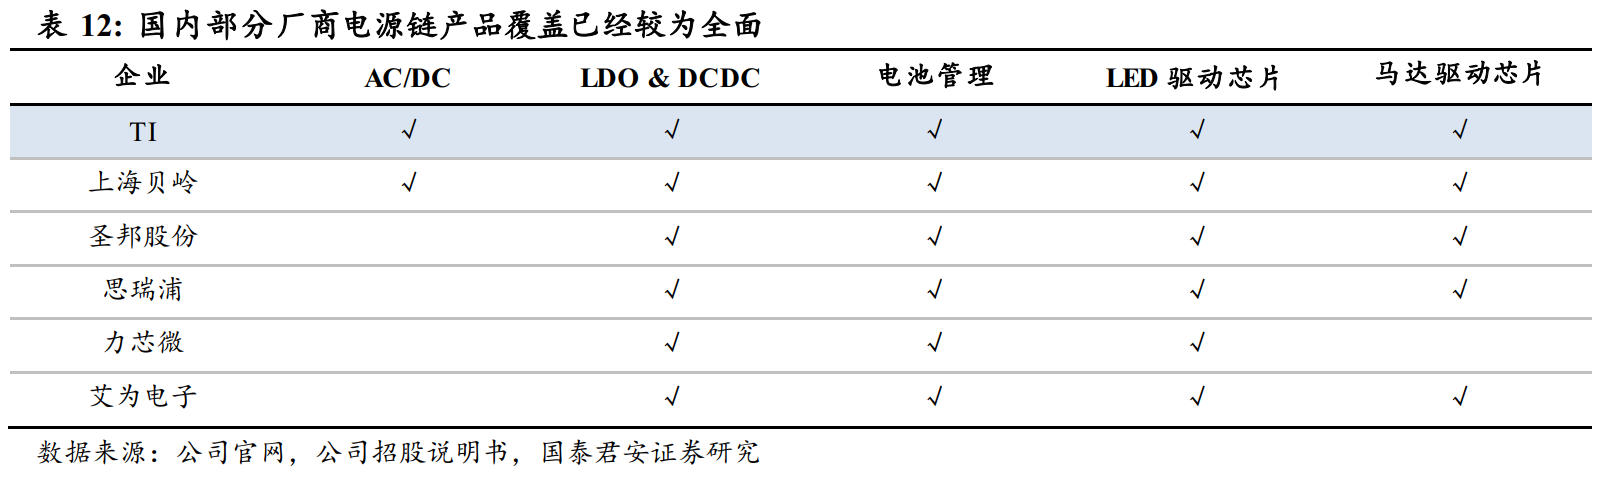 表 12: 国内部分厂商电源链产品覆盖已经较为全面
企业 AC/DC LDO & DCDC 电池管理 LED 驱动芯片 马达驱动芯片
TI √ √ √ √ √
上海贝岭 √ √ √ √ √
圣邦股份 √ √ √ √
思瑞浦 √ √ √ √
力芯微 √ √ √
艾为电子 √ √ √ √
数据来源：公司官网，公司招股说明书，国泰君安证券研究